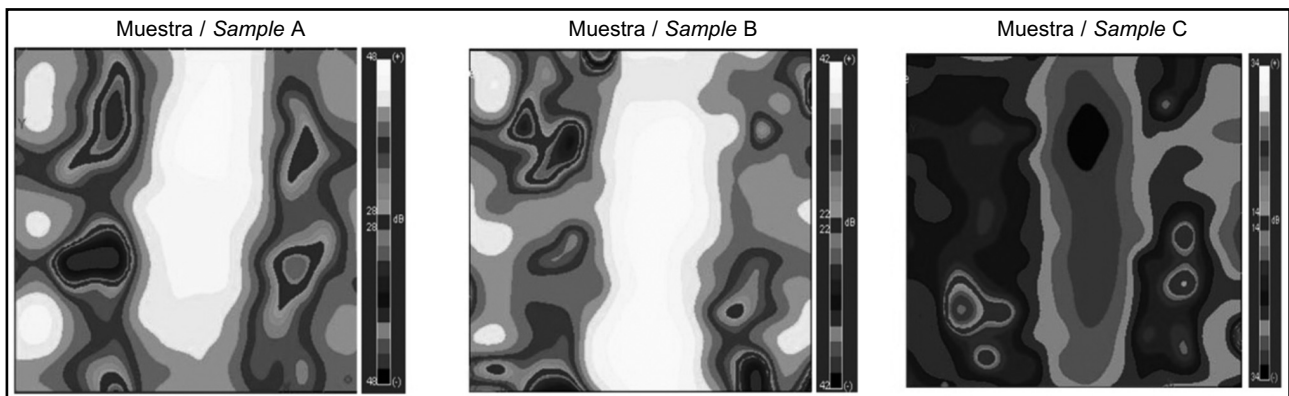 Muestra / Sample A
Muestra / Sample B
Muestra / Sample C
48 (+)
28
28 dB
48 (-)
42 (+)
22
22 dB
42 (-)
34 (+)
14
14 dB
34 (-)
Y